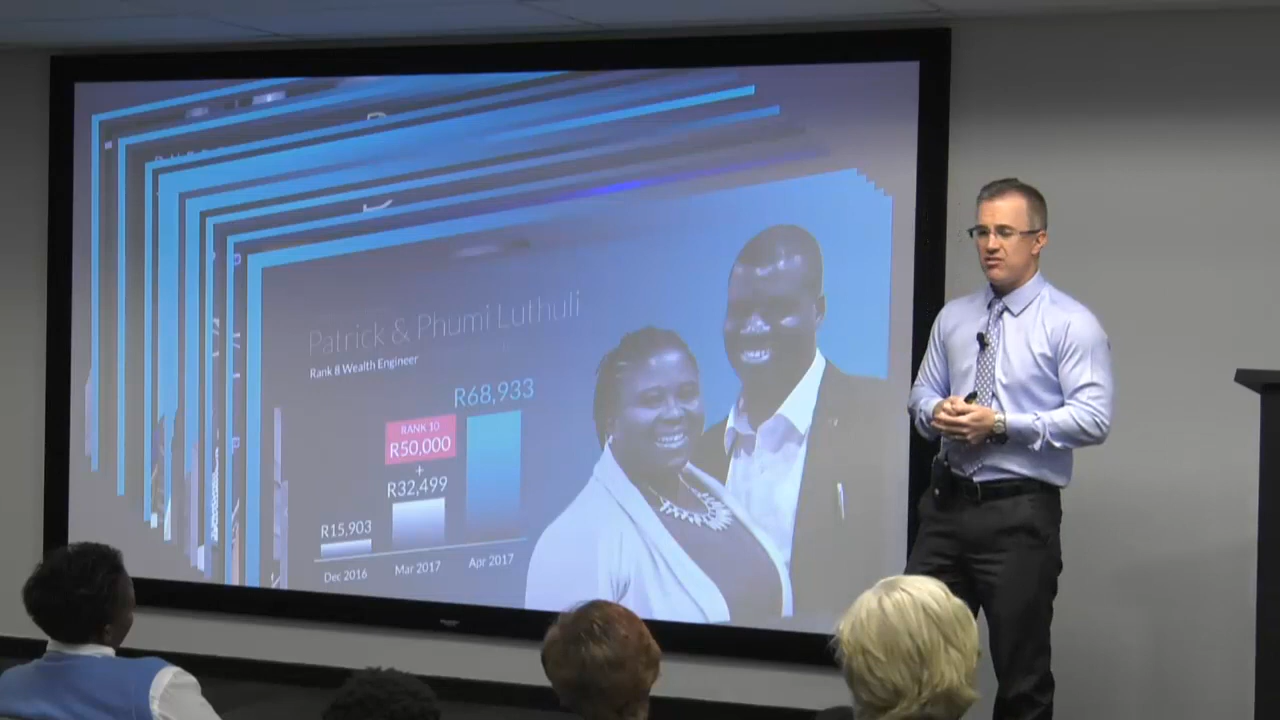 Patrick & Phumi Luthuli
Rank 8 Wealth Engineer
R68,933
RANK 10
R50,000
+
R32,499
R15,903
Dec 2016
Mar 2017
Apr 2017